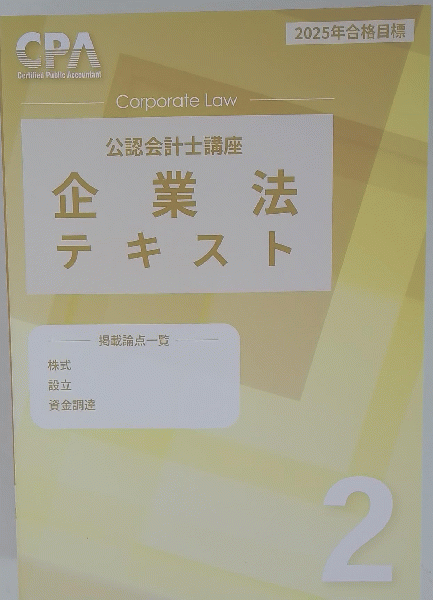 CPA
Certified Public Accountant
2025年合格目標
Corporate Law
公認会計士講座
企業法
テキスト
掲載論点一覧
株式
設立
資金調達
2